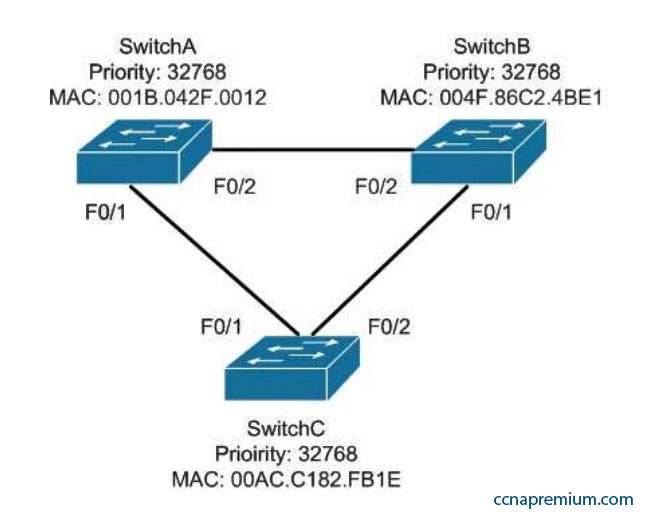 SwitchA
Priority: 32768
MAC: 001B.042F.0012
SwitchB
Priority: 32768
MAC: 004F.86C2.4BE1
F0/2
F0/2
F0/1
F0/1
F0/1
F0/2
SwitchC
Prioirity: 32768
MAC: 00AC.C182.FB1E
ccnapremium.com